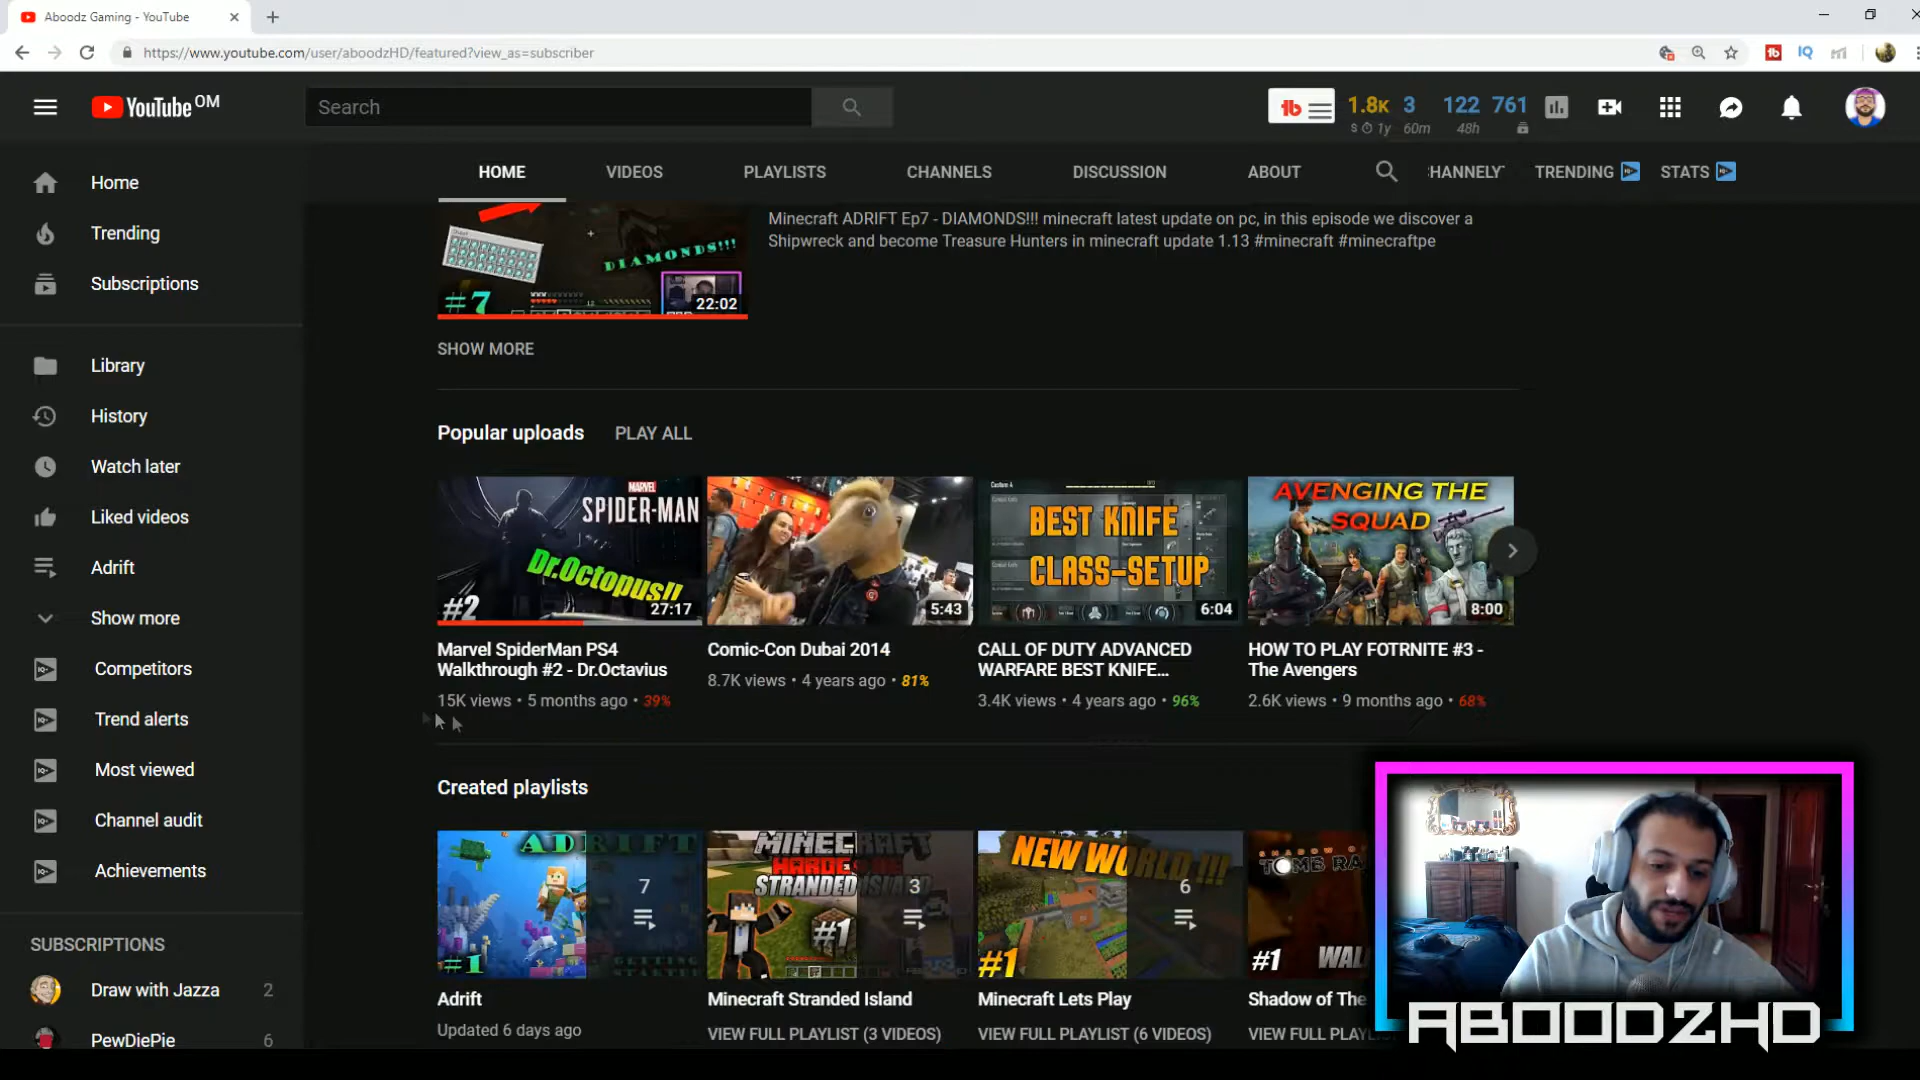 Aboodz Gaming - YouTube
https://www.youtube.com/user/aboodzHD/featured?view_as=subscriber
YouTube OM
Search
1.8K 3 122 761
1y 60m 48h
HOME VIDEOS PLAYLISTS CHANNELS DISCUSSION ABOUT HANNELY TRENDING STATS
Home
Trending
Subscriptions
Library
History
Watch later
Liked videos
Adrift
Show more
Competitors
Trend alerts
Most viewed
Channel audit
Achievements
SUBSCRIPTIONS
Draw with Jazza 2
PewDiePie 6
DIAMONDS!!!
#7
22:02
Minecraft ADRIFT Ep7 - DIAMONDS!!! minecraft latest update on pc, in this episode we discover a
Shipwreck and become Treasure Hunters in minecraft update 1.13 #minecraft #minecraftpe
SHOW MORE
Popular uploads PLAY ALL
MARVEL
SPIDER-MAN
Dr.Octopus!!
#2
27:17
Marvel SpiderMan PS4
Walkthrough #2 - Dr.Octavius
15K views • 5 months ago • 39%
5:43
Comic-Con Dubai 2014
8.7K views • 4 years ago • 81%
BEST KNIFE
CLASS-SETUP
6:04
CALL OF DUTY ADVANCED
WARFARE BEST KNIFE...
3.4K views • 4 years ago • 96%
AVENGING THE
SQUAD
8:00
HOW TO PLAY FOTRNITE #3 -
The Avengers
2.6K views • 9 months ago • 68%
Created playlists
ADRIFT
#1
7
Adrift
Updated 6 days ago
MINECRAFT
HARDCORE
STRANDED ISLAND
#1
3
Minecraft Stranded Island
VIEW FULL PLAYLIST (3 VIDEOS)
NEW WORLD!!!
#1
6
Minecraft Lets Play
VIEW FULL PLAYLIST (6 VIDEOS)
#1
Shadow of The
VIEW FULL
ABOODZHD